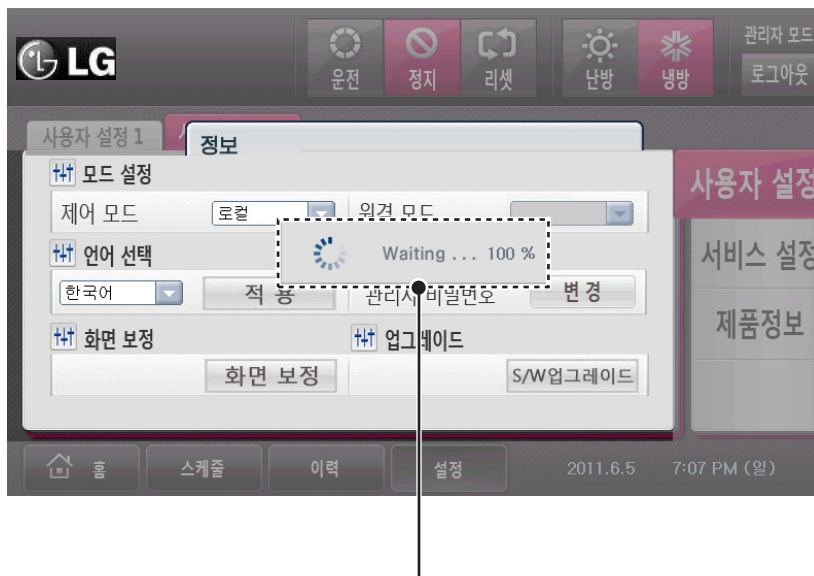 LG
운전
정지
리셋
난방
냉방
관리자 모드
로그아웃
사용자 설정 1
정보
모드 설정
제어 모드
로컬
원격 모드
언어 선택
Waiting . . . 100 %
한국어
적 용
관리자 비밀번호
변 경
화면 보정
업그레이드
화면 보정
S/W업그레이드
사용자 설정
서비스 설정
제품정보
홈
스케줄
이력
설정
2011.6.5
7:07 PM (일)